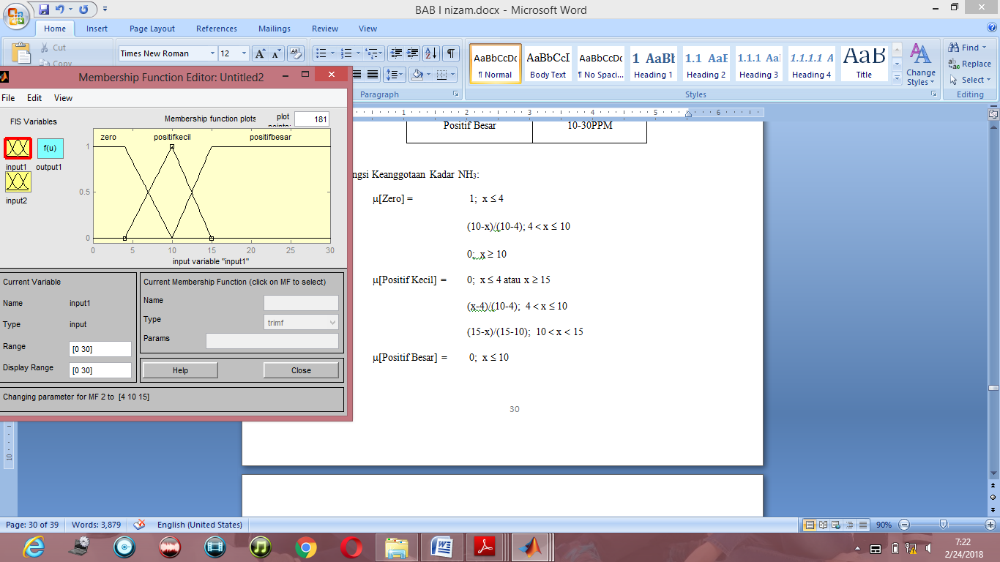 BAB I nizam.docx - Microsoft Word
Home Insert Page Layout References Mailings Review View
Cut
Copy
Times New Roman 12
Paragraph
AaBbCcDc AaBbCcI AaBbCcDc 1 AaBb 1.1 AaE 1.1.1 AaI 1.1.1.1 A AaB
¶ Normal Body Text ¶ No Spaci... Heading 1 Heading 2 Heading 3 Heading 4 Title
Change Styles
Styles
Find
Replace
Select
Editing
Membership Function Editor: Untitled2
File Edit View
FIS Variables
Membership function plots
plot points:
181
f(u)
input1 output1
input2
zero positifkecil positifbesar
1
0.5
0
0 5 10 15 20 25 30
input variable "input1"
Current Variable
Name input1
Type input
Range [0 30]
Display Range [0 30]
Current Membership Function (click on MF to select)
Name
Type trimf
Params
Help Close
Changing parameter for MF 2 to [4 10 15]
1 2 3 4 5 6
Positif Besar 10-30PPM
ngsi Keanggotaan Kadar NH3:
µ[Zero] = 1; x ≤ 4
(10-x)/(10-4); 4 < x ≤ 10
0; x ≥ 10
µ[Positif Kecil] = 0; x ≤ 4 atau x ≥ 15
(x-4)/(10-4); 4 < x ≤ 10
(15-x)/(15-10); 10 < x < 15
µ[Positif Besar] = 0; x ≤ 10
30
10
Page: 30 of 39 Words: 3,879 English (United States) 90%
7:22
2/24/2018